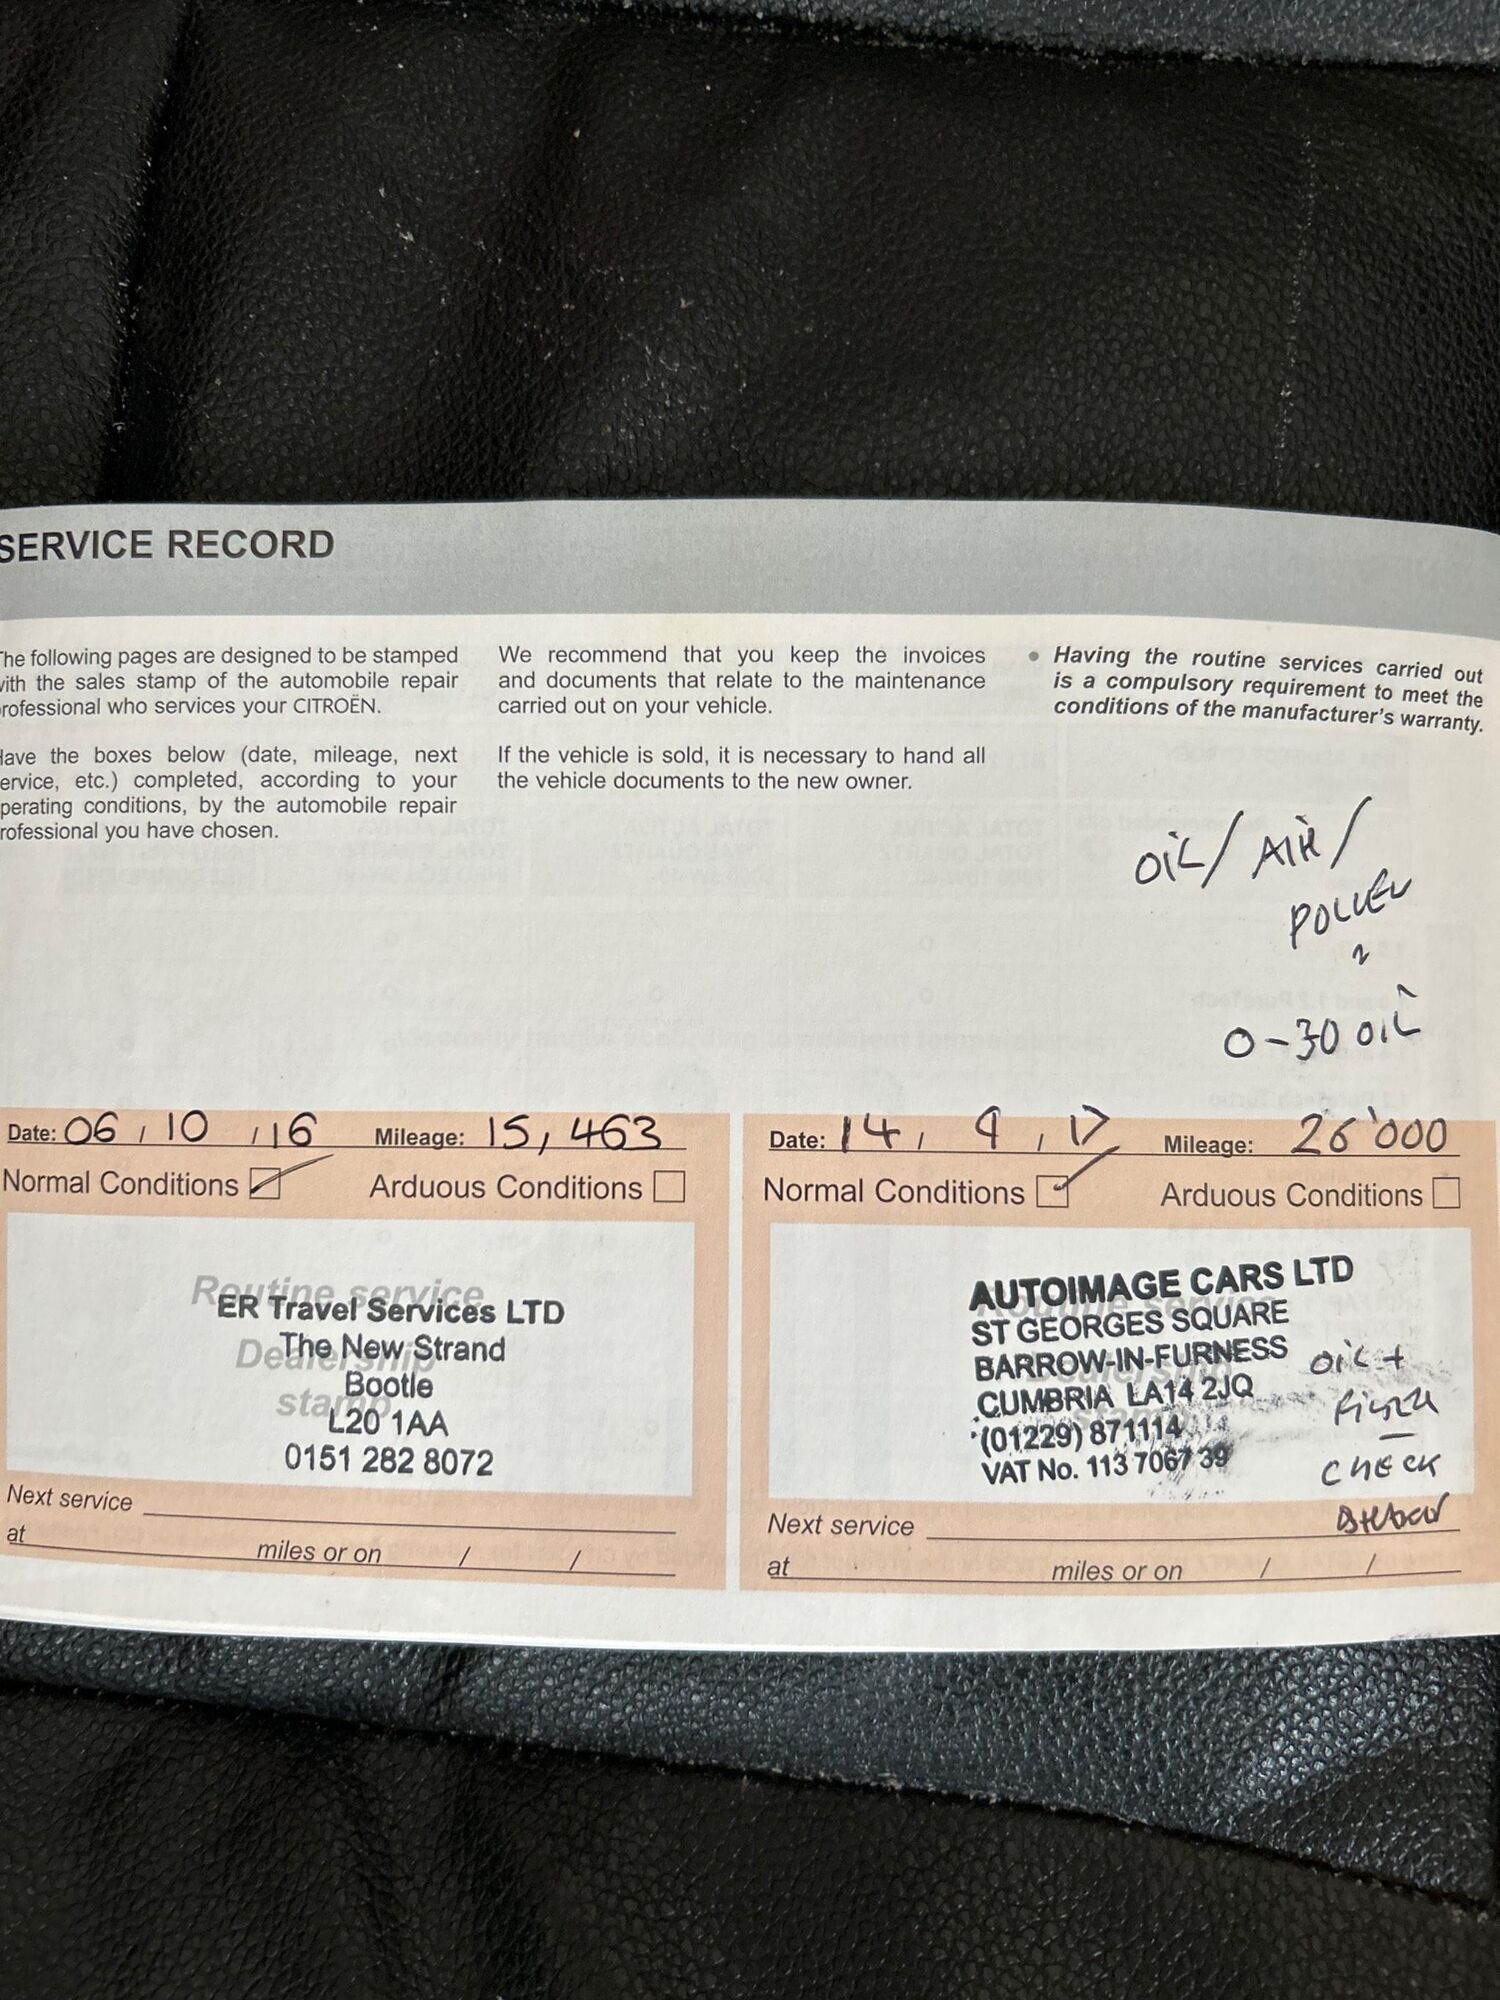 SERVICE RECORD
The following pages are designed to be stamped
with the sales stamp of the automobile repair
professional who services your CITROËN.
Have the boxes below (date, mileage, next
service, etc.) completed, according to your
operating conditions, by the automobile repair
professional you have chosen.
We recommend that you keep the invoices
and documents that relate to the maintenance
carried out on your vehicle.
If the vehicle is sold, it is necessary to hand all
the vehicle documents to the new owner.
• Having the routine services carried out
is a compulsory requirement to meet the
conditions of the manufacturer's warranty.
OIL/ AIR/
POLLEN
0-30 OIL
Date: 06 / 10 / 16 Mileage: 15,463
Normal Conditions Arduous Conditions
Routine service
Dealership
stamp
ER Travel Services LTD
The New Strand
Bootle
L20 1AA
0151 282 8072
Next service
at miles or on / /
Date: 14 / 9 / 17 Mileage: 26'000
Normal Conditions Arduous Conditions
Routine service
AUTOIMAGE CARS LTD
ST GEORGES SQUARE
BARROW-IN-FURNESS
CUMBRIA LA14 2JQ
(01229) 871114
VAT No. 113 7067 39
OIL +
FILTER
CHECK
Next service
at miles or on / /